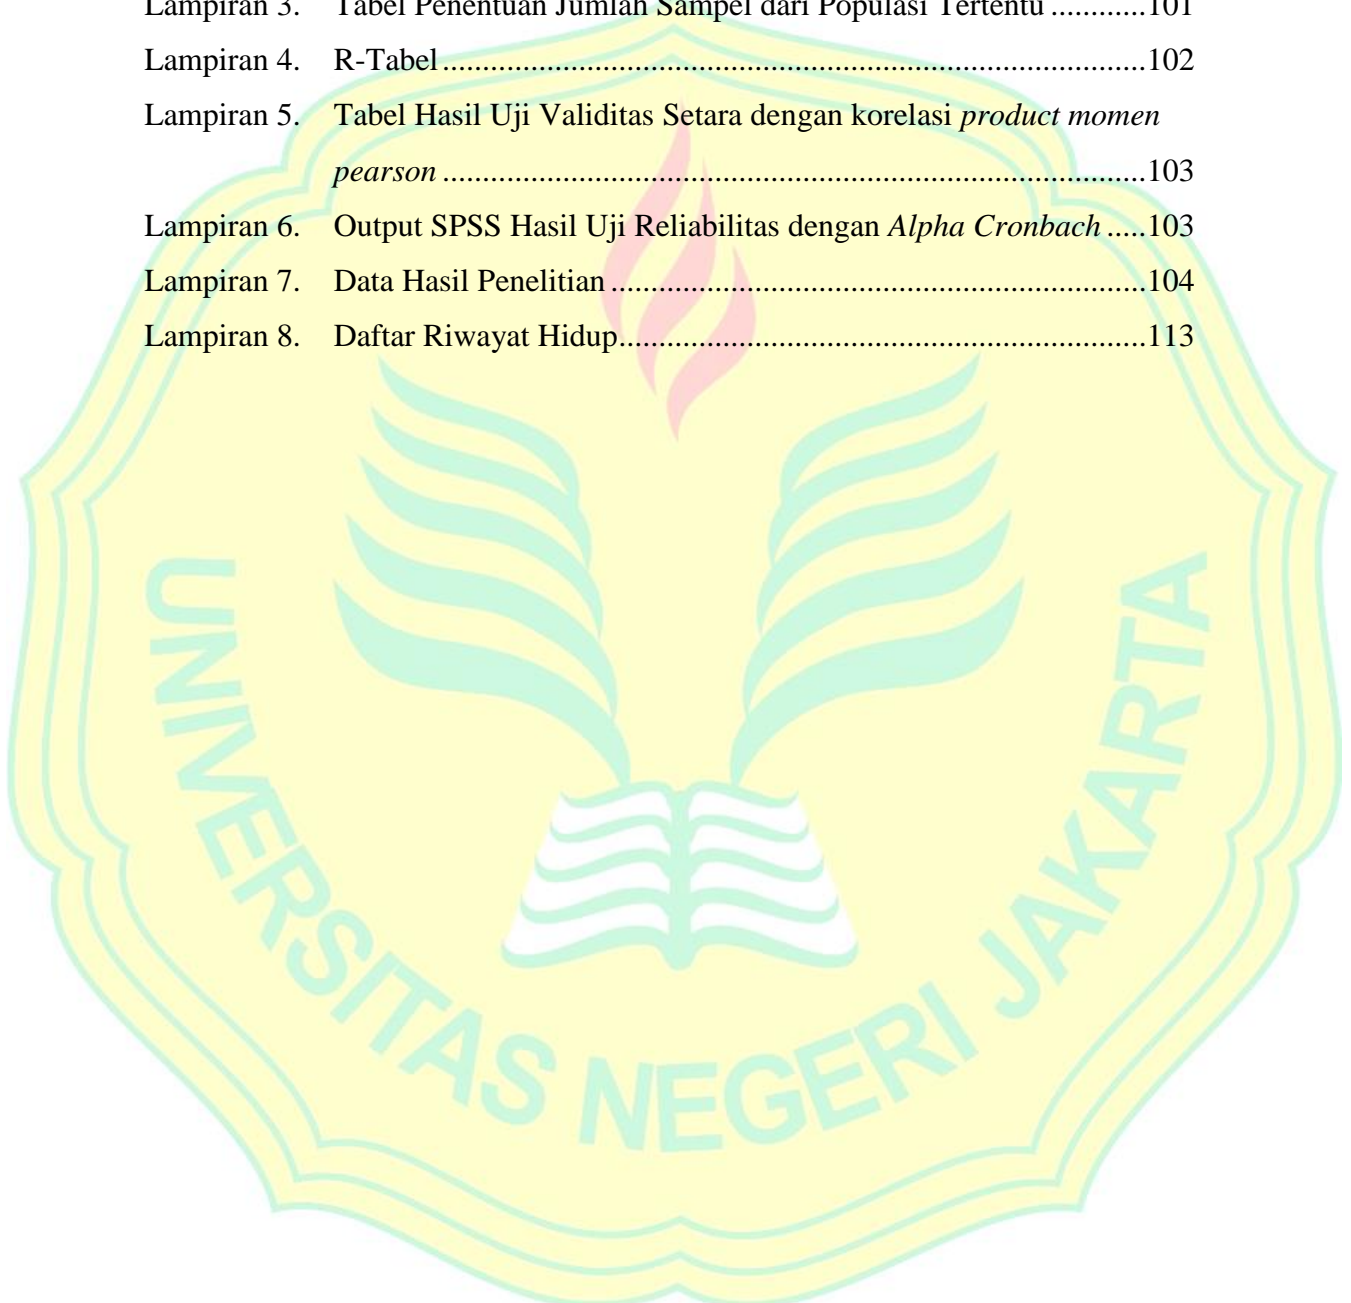 Lampiran 3. Tabel Penentuan Jumlah Sampel dari Populasi Tertentu ............101
Lampiran 4. R-Tabel..........................................................................................102
Lampiran 5. Tabel Hasil Uji Validitas Setara dengan korelasi product momen
pearson ..........................................................................................103
Lampiran 6. Output SPSS Hasil Uji Reliabilitas dengan Alpha Cronbach .....103
Lampiran 7. Data Hasil Penelitian ....................................................................104
Lampiran 8. Daftar Riwayat Hidup...................................................................113
UNIVERSITAS NEGERI JAKARTA